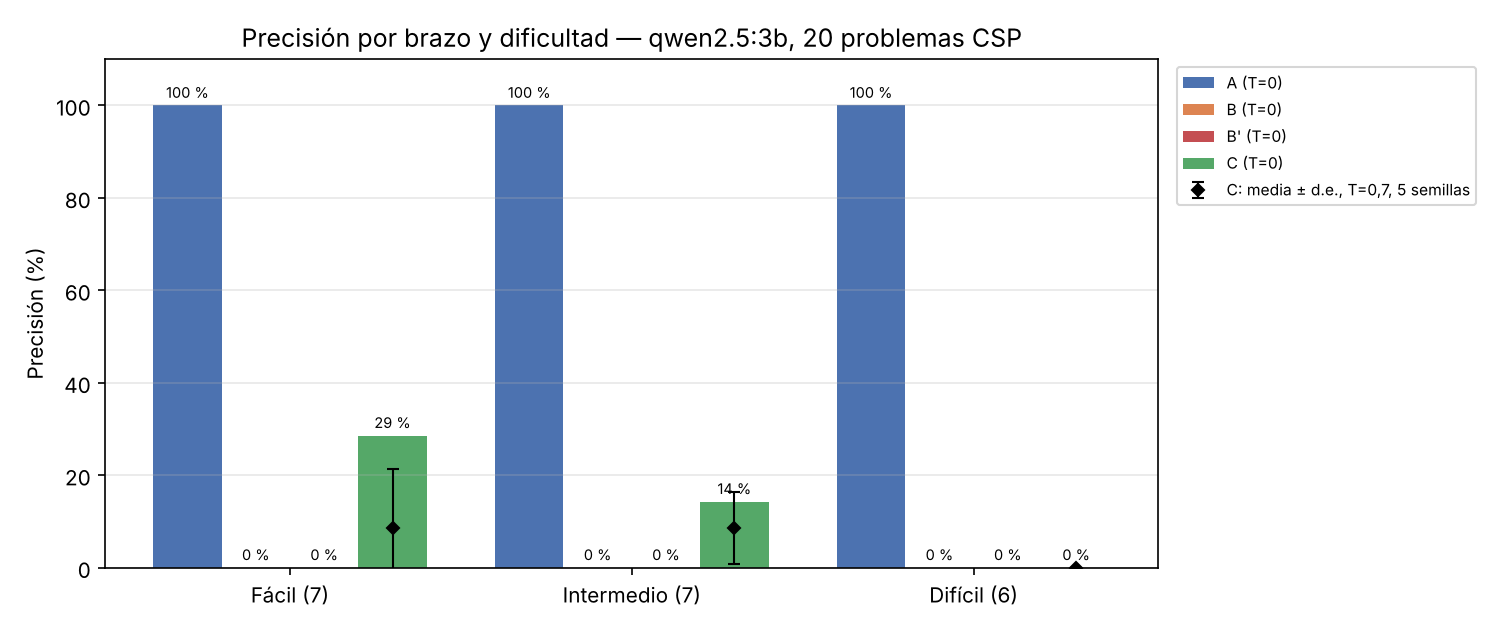 Precisión por brazo y dificultad — qwen2.5:3b, 20 problemas CSP
Precisión (%)
100
80
60
40
20
0
100 %
0 %
0 %
29 %
100 %
0 %
0 %
14 %
100 %
0 %
0 %
0 %
Fácil (7)
Intermedio (7)
Difícil (6)
A (T=0)
B (T=0)
B' (T=0)
C (T=0)
C: media ± d.e., T=0,7, 5 semillas